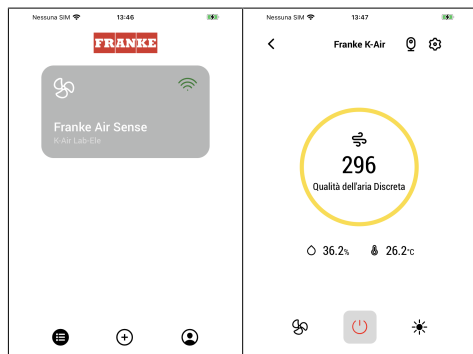 Nessuna SIM 13:46
FRANKE
Franke Air Sense
K-Air Lab-Ele
Nessuna SIM 13:47
Franke K-Air
296
Qualità dell'aria Discreta
36.2% 26.2°C